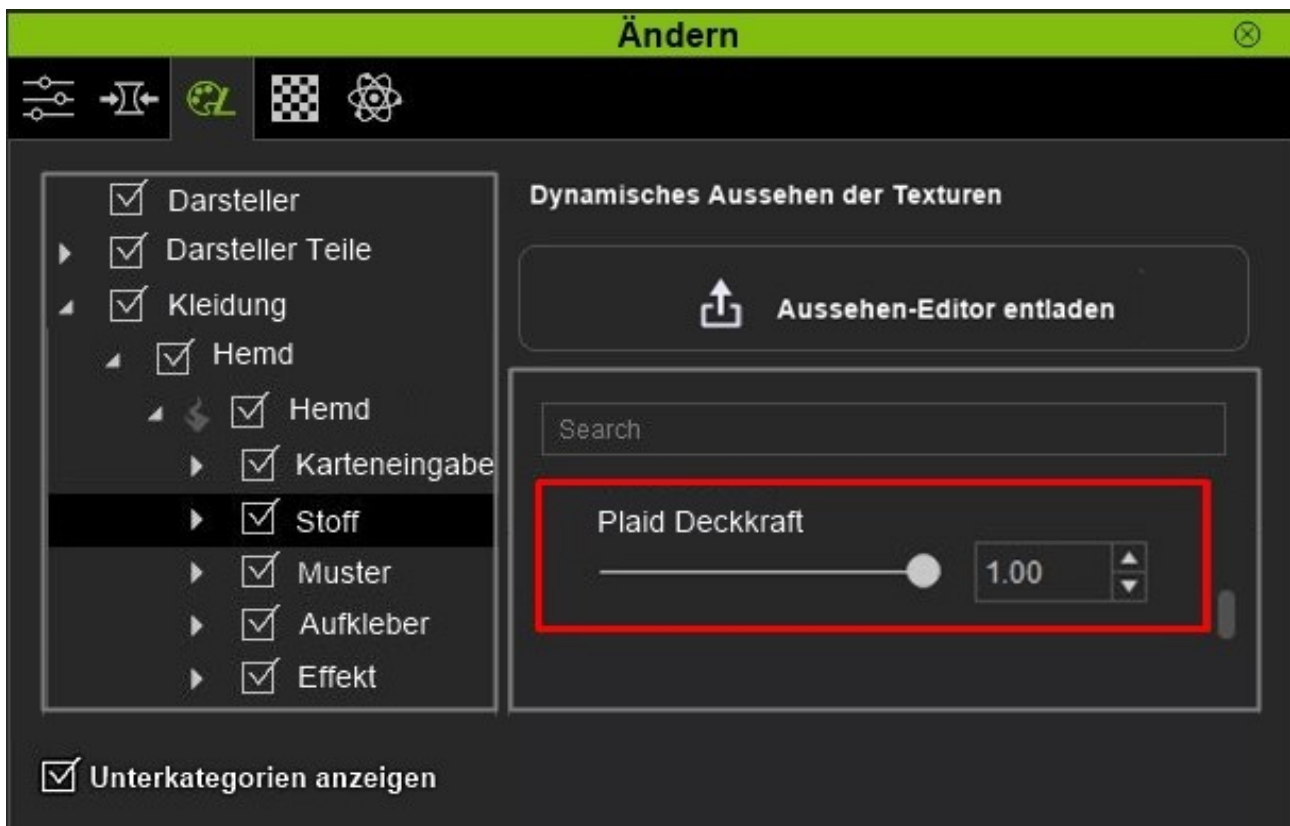 Ändern
Darsteller
Darsteller Teile
Kleidung
Hemd
Hemd
Karteneingabe
Stoff
Muster
Aufkleber
Effekt
Dynamisches Aussehen der Texturen
Aussehen-Editor entladen
Search
Plaid Deckkraft
1.00
Unterkategorien anzeigen